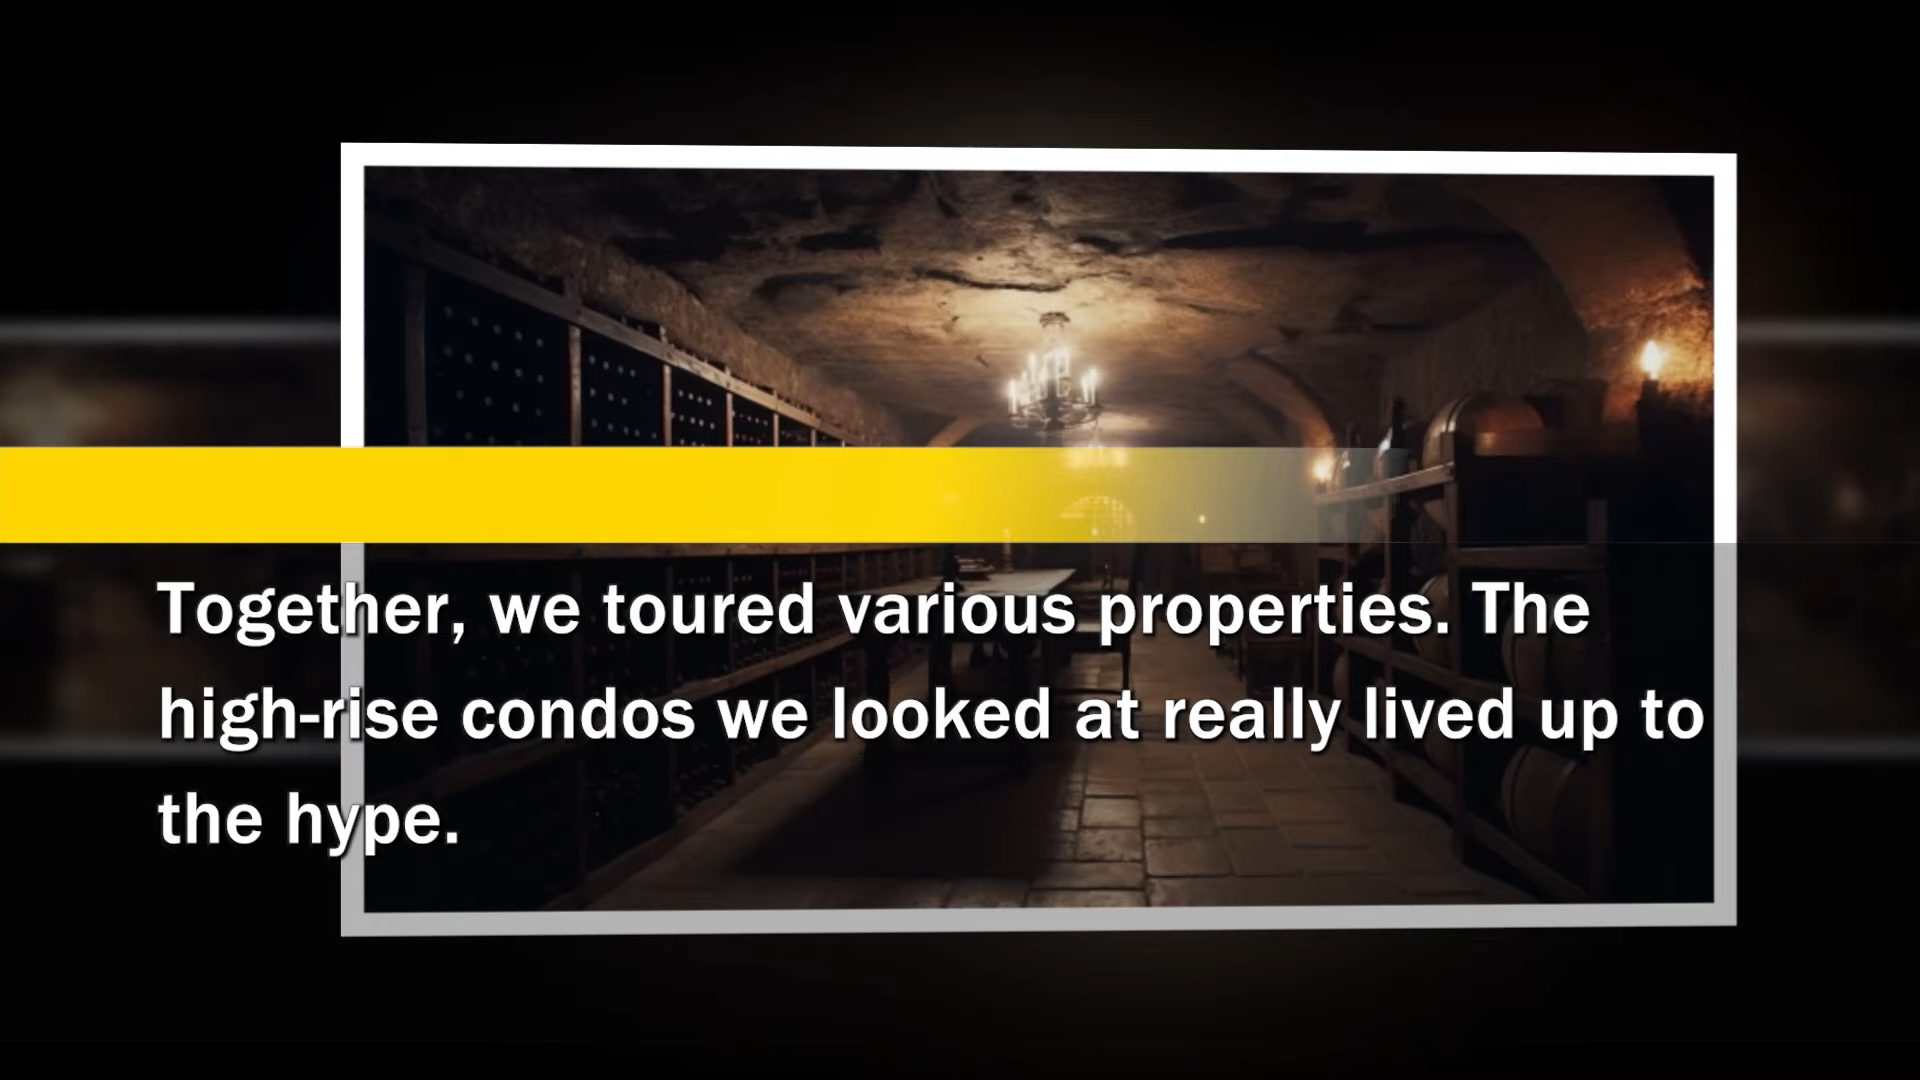 Together, we toured various properties. The
high-rise condos we looked at really lived up to
the hype.